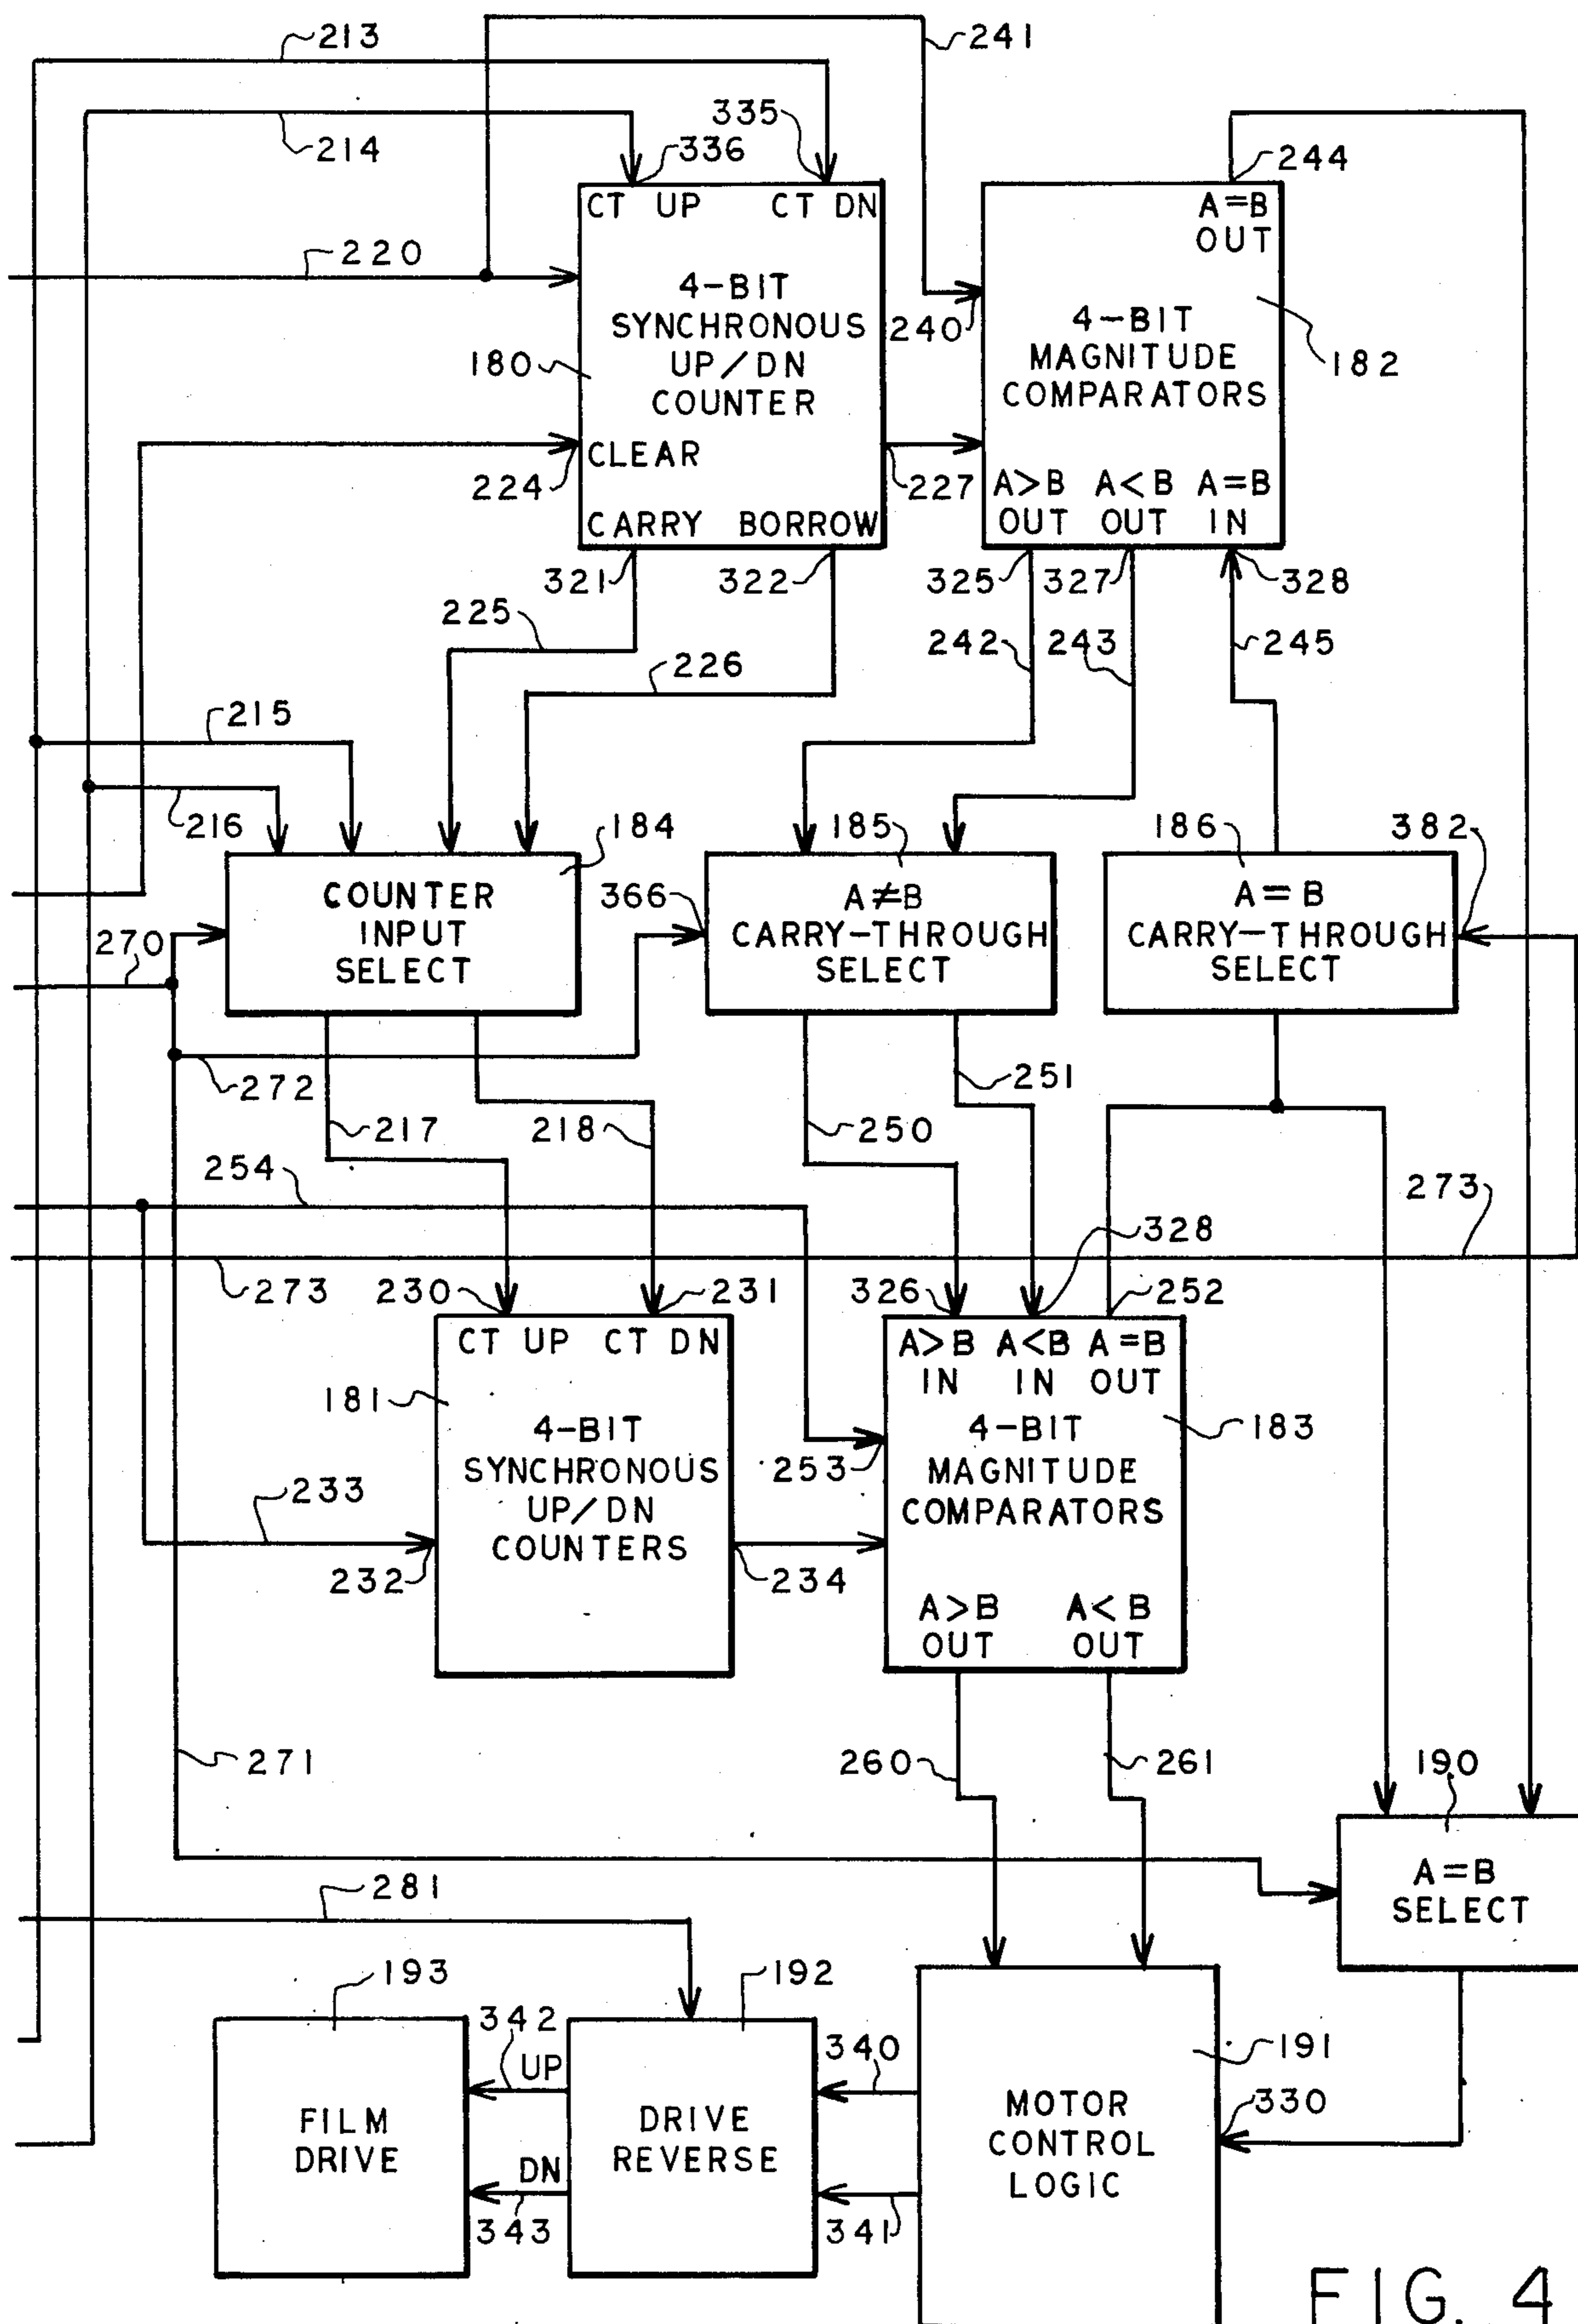 213
241
335
214
336
244
CT UP CT DN
A=B
OUT
220
4-BIT
SYNCHRONOUS
UP/DN
COUNTER
180
240
4-BIT
MAGNITUDE
COMPARATORS
182
CLEAR
224
227
A>B A<B A=B
OUT OUT IN
CARRY BORROW
321
322
325
327
328
225
242
243
245
226
215
216
184
185
186
382
COUNTER
INPUT
SELECT
366
A≠B
CARRY-THROUGH
SELECT
A=B
CARRY-THROUGH
SELECT
270
272
251
217
218
250
254
273
328
273
230
231
326
252
CT UP CT DN
A>B A<B A=B
IN IN OUT
181
4-BIT
SYNCHRONOUS
UP/DN
COUNTERS
4-BIT
MAGNITUDE
COMPARATORS
183
253
233
232
234
A>B A<B
OUT OUT
271
260
261
190
A=B
SELECT
281
193
192
342
UP
340
191
330
FILM
DRIVE
DRIVE
REVERSE
MOTOR
CONTROL
LOGIC
DN
343
341
FIG. 4